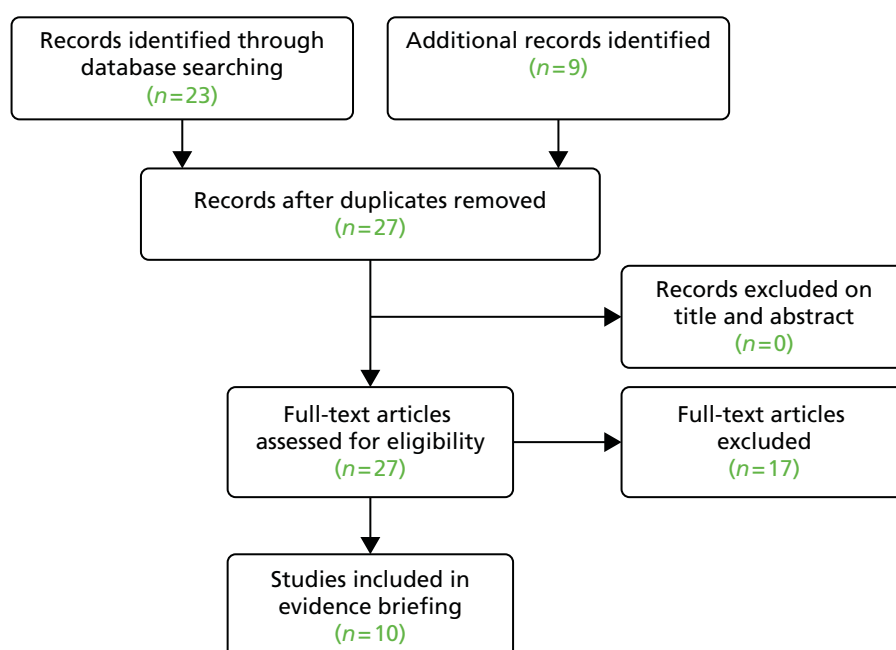 Records identified through
database searching
(n=23)
Additional records identified
(n=9)
Records after duplicates removed
(n=27)
Records excluded on
title and abstract
(n=0)
Full-text articles
assessed for eligibility
(n=27)
Full-text articles
excluded
(n=17)
Studies included in
evidence briefing
(n=10)